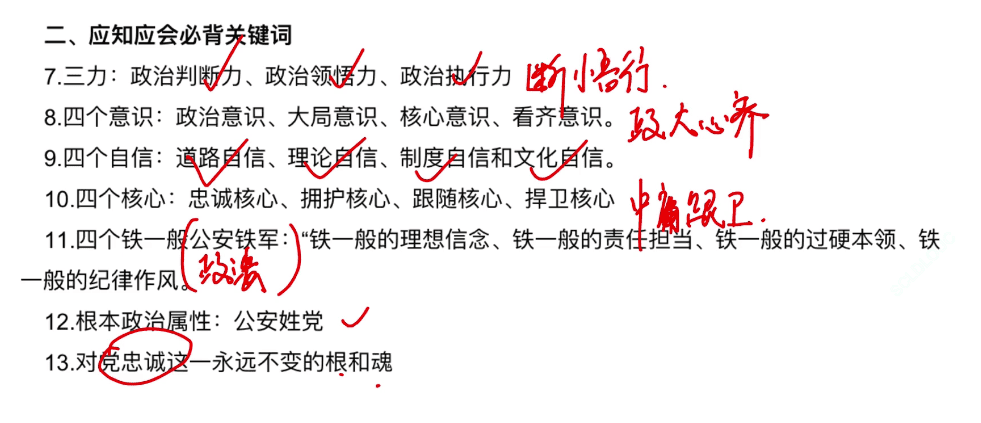 二、应知应会必背关键词
7.三力：政治判断力、政治领悟力、政治执行力 断悟行.
8.四个意识：政治意识、大局意识、核心意识、看齐意识。 政大心齐
9.四个自信：道路自信、理论自信、制度自信和文化自信。
10.四个核心：忠诚核心、拥护核心、跟随核心、捍卫核心 中 跟卫.
11.四个铁一般公安铁军：“铁一般的理想信念、铁一般的责任担当、铁一般的过硬本领、铁
一般的纪律作风。 (政法)
12.根本政治属性：公安姓党
13.对党忠诚这一永远不变的根和魂